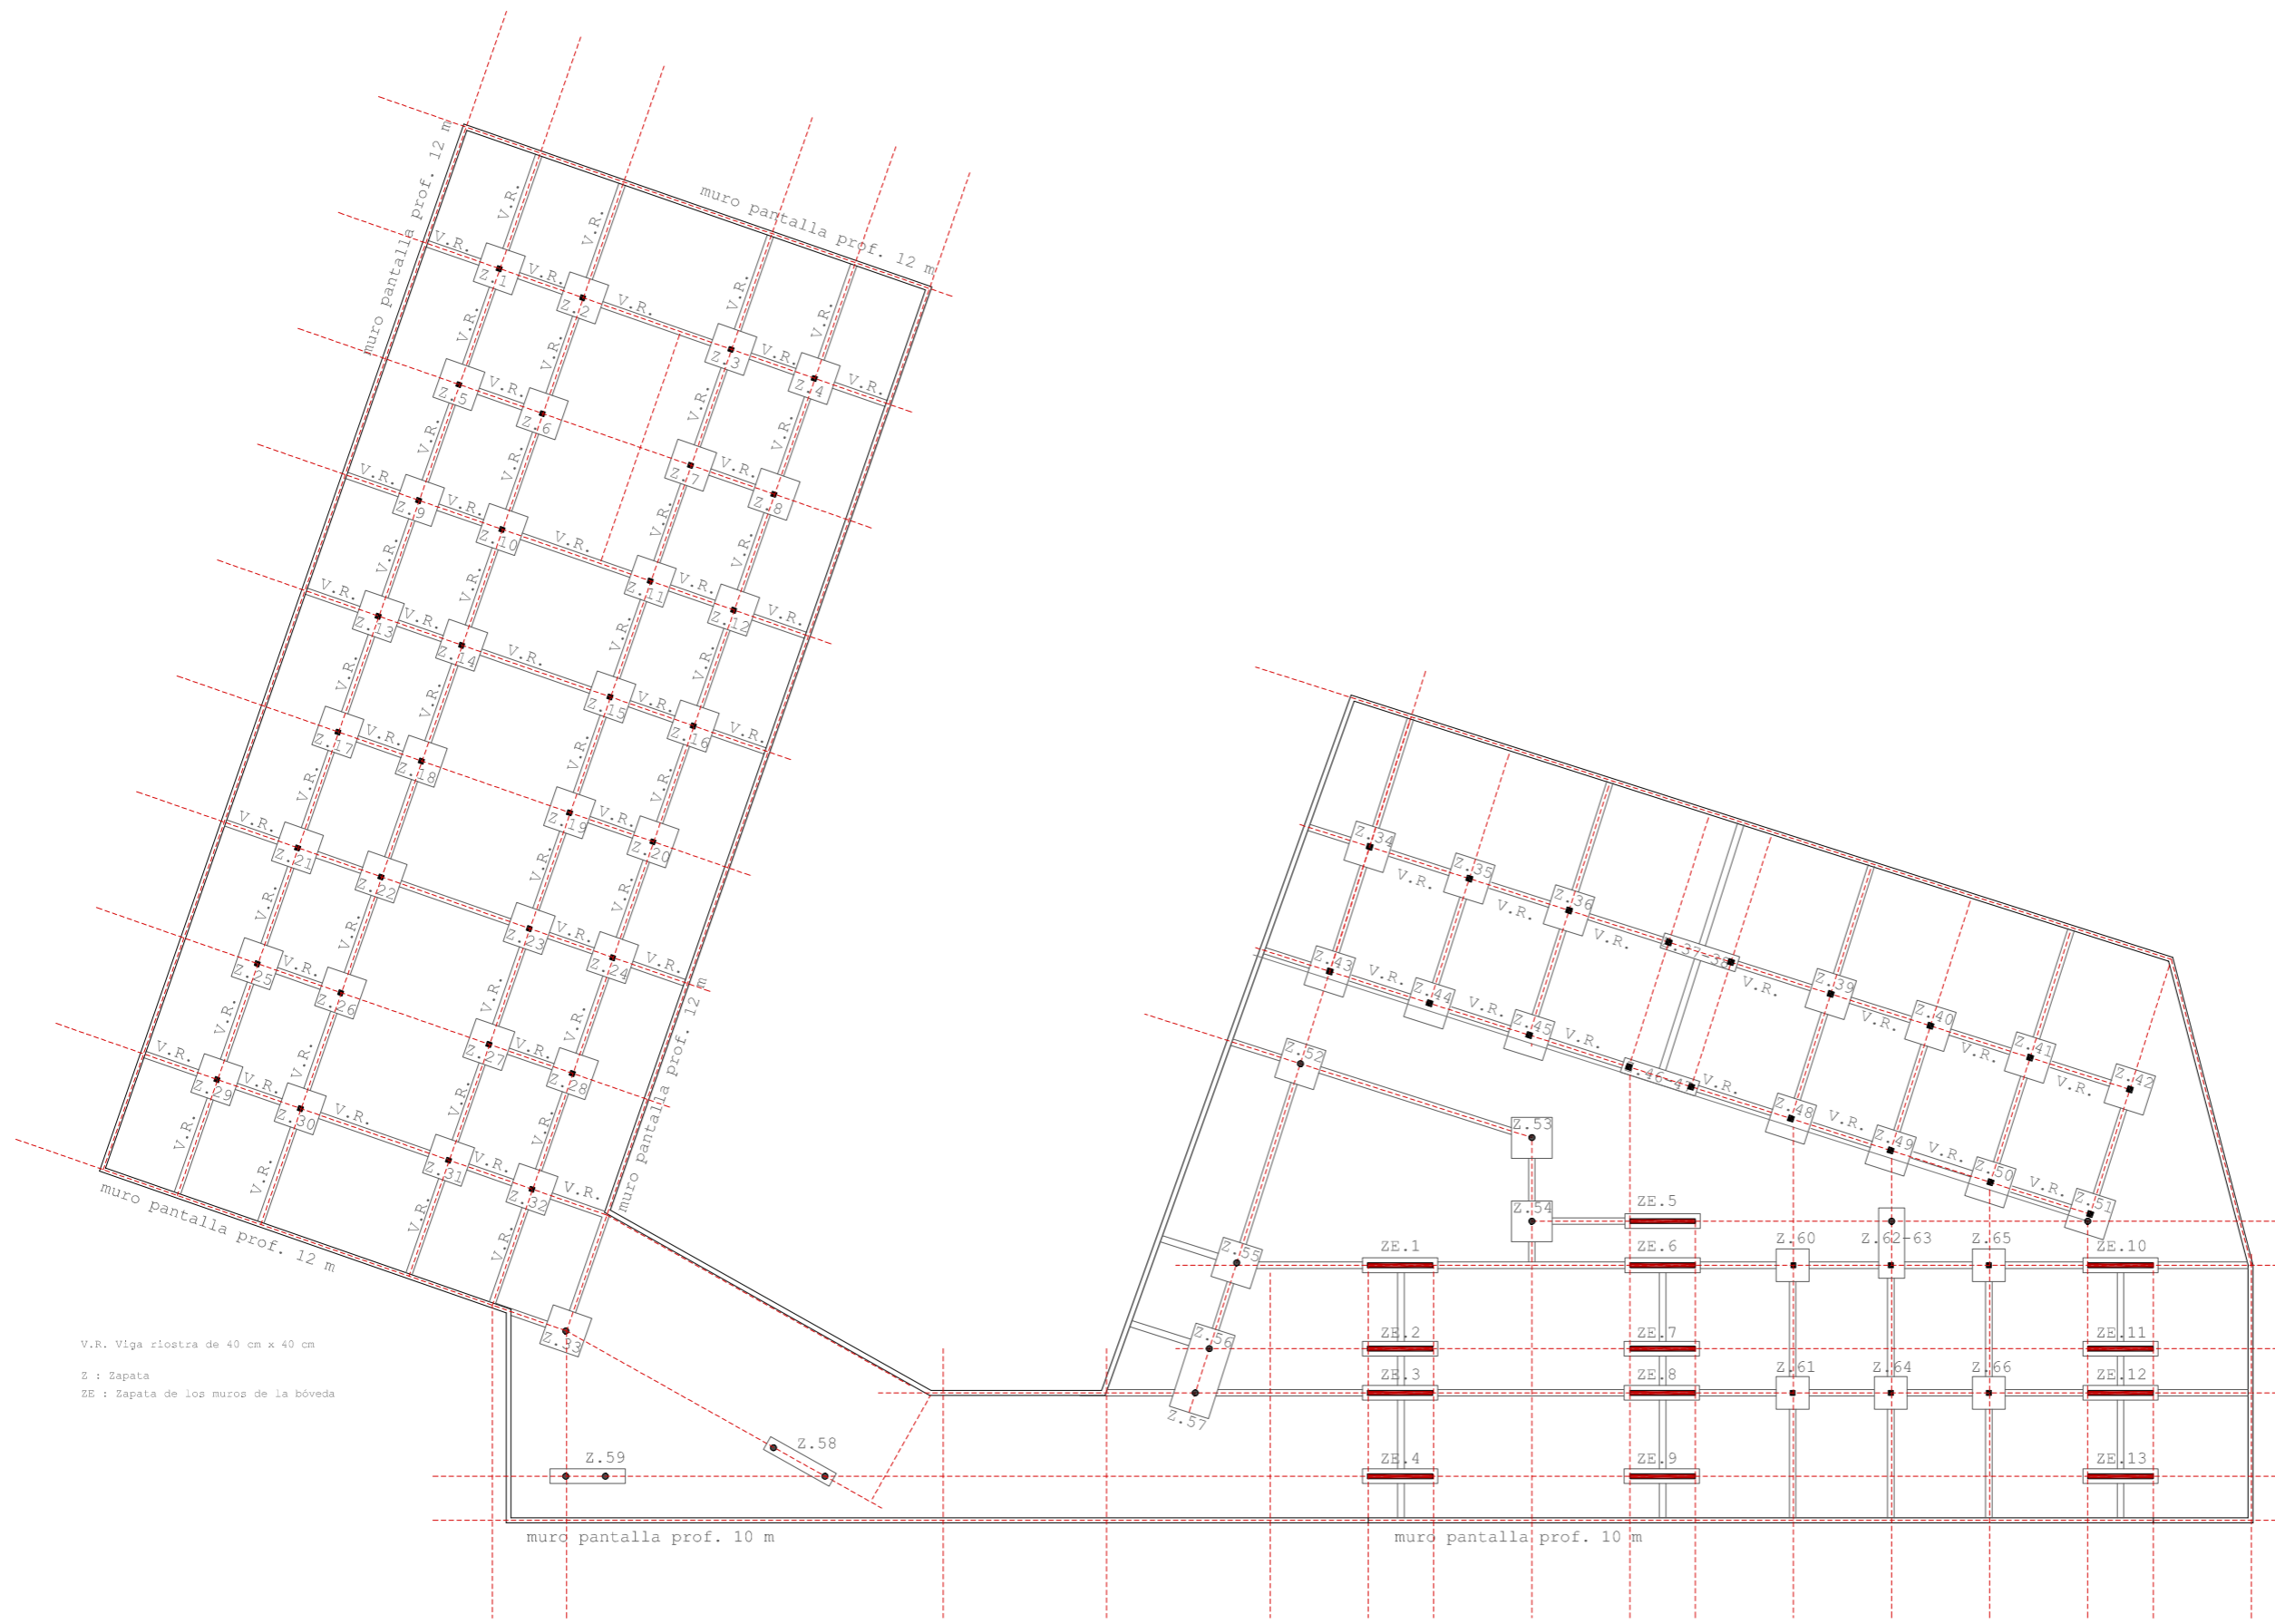 muro pantalla prof. 12 m
muro pantalla prof. 12 m
V.R.
V.R.
V.R.
V.R.
V.R.
V.R.
V.R.
V.R.
V.R.
Z.1
Z.2
Z.3
Z.4
V.R.
V.R.
V.R.
V.R.
V.R.
V.R.
Z.5
Z.6
Z.7
Z.8
V.R.
V.R.
V.R.
V.R.
V.R.
V.R.
V.R.
V.R.
V.R.
Z.9
Z.10
Z.11
Z.12
V.R.
V.R.
V.R.
V.R.
V.R.
V.R.
V.R.
V.R.
V.R.
Z.13
Z.14
Z.15
Z.16
V.R.
V.R.
V.R.
V.R.
V.R.
V.R.
Z.17
Z.18
Z.19
Z.20
V.R.
V.R.
V.R.
V.R.
V.R.
V.R.
Z.21
Z.22
Z.23
Z.24
V.R.
V.R.
V.R.
V.R.
V.R.
V.R.
Z.25
Z.26
Z.27
Z.28
V.R.
V.R.
V.R.
V.R.
V.R.
V.R.
V.R.
V.R.
V.R.
Z.29
Z.30
Z.31
Z.32
V.R.
V.R.
V.R.
V.R.
muro pantalla prof. 12 m
muro pantalla prof. 12 m
Z.33
Z.34
Z.35
Z.36
Z.37-38
Z.39
Z.40
Z.41
Z.42
V.R.
V.R.
V.R.
V.R.
V.R.
V.R.
V.R.
Z.43
Z.44
Z.45
Z.46-47
Z.48
Z.49
Z.50
Z.51
V.R.
V.R.
V.R.
V.R.
V.R.
V.R.
V.R.
Z.52
Z.53
Z.54
ZE.5
Z.55
ZE.1
ZE.6
Z.60
Z.62-63
Z.65
ZE.10
Z.56
ZE.2
ZE.7
ZE.11
Z.57
ZE.3
ZE.8
Z.61
Z.64
Z.66
ZE.12
Z.58
Z.59
ZE.4
ZE.9
ZE.13
muro pantalla prof. 10 m
muro pantalla prof. 10 m
V.R. Viga riostra de 40 cm x 40 cm
Z : Zapata
ZE : Zapata de los muros de la bóveda